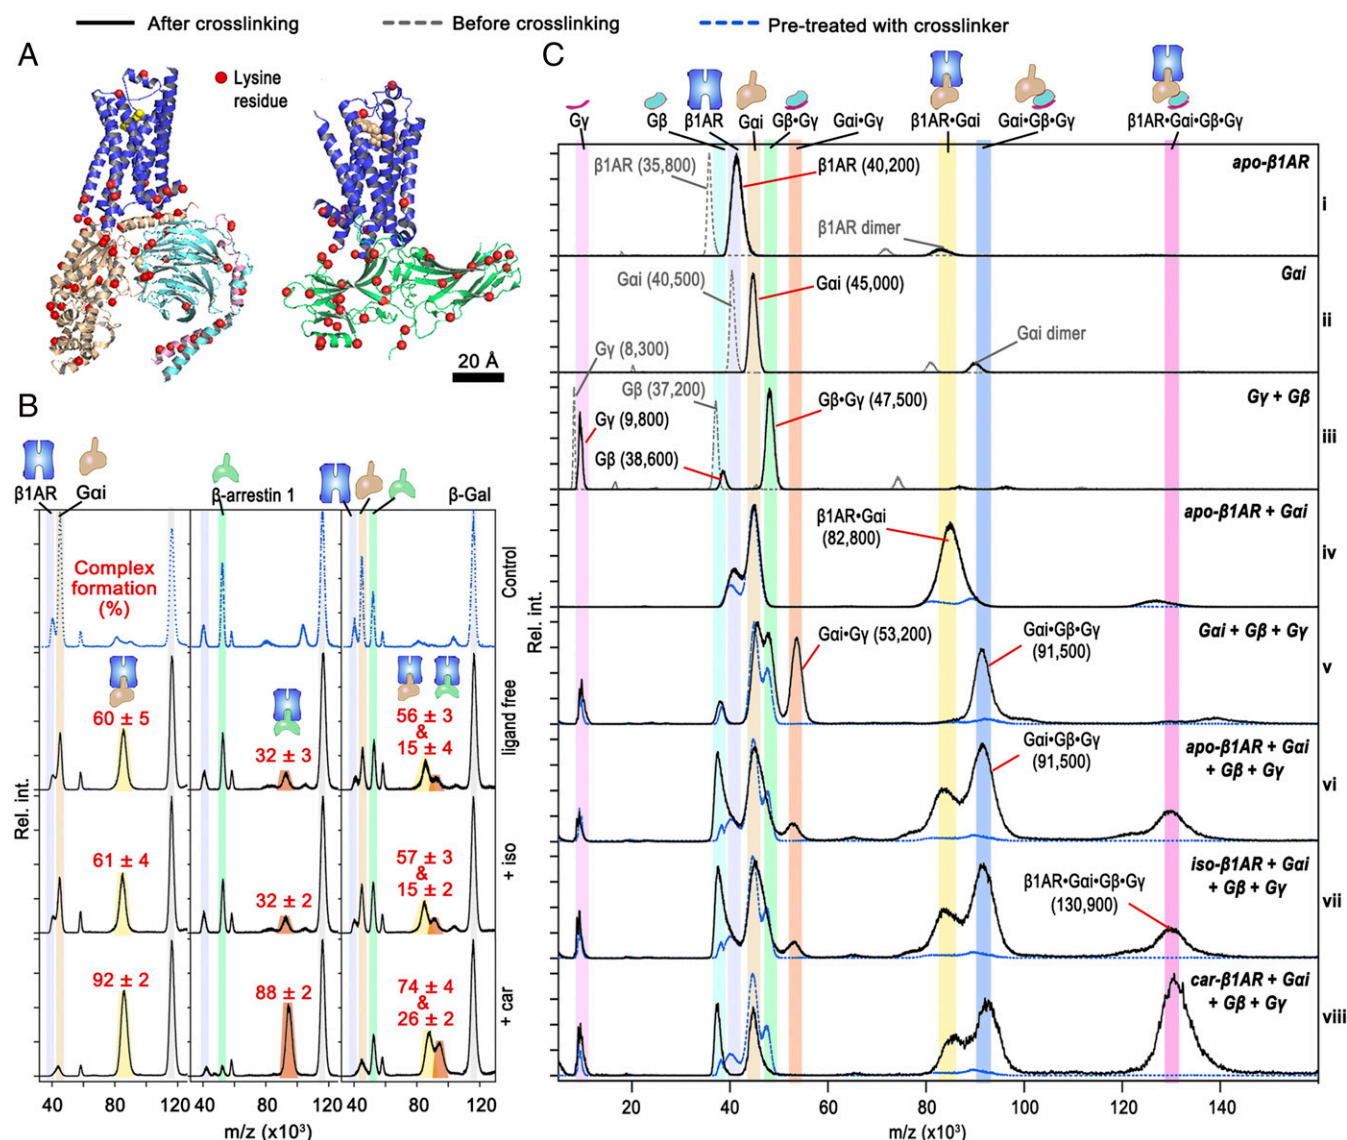 After crosslinking
Before crosslinking
Pre-treated with crosslinker
A
Lysine
residue
20 Å
B
β1AR
Gαi
β-arrestin 1
β-Gal
Complex
formation
(%)
Control
60 ± 5
32 ± 3
56 ± 3
&
15 ± 4
ligand free
61 ± 4
32 ± 2
57 ± 3
&
15 ± 2
+ iso
92 ± 2
88 ± 2
74 ± 4
&
26 ± 2
+ car
Rel. int.
40 80 120 40 80 120 40 80 120
m/z (x10³)
C
Gγ
Gβ
β1AR
Gαi
Gβ•Gγ
Gαi•Gγ
β1AR•Gαi
Gαi•Gβ•Gγ
β1AR•Gαi•Gβ•Gγ
β1AR (35,800)
β1AR (40,200)
β1AR dimer
apo-β1AR
i
Gαi (40,500)
Gαi (45,000)
Gαi dimer
Gαi
ii
Gγ (8,300)
Gβ (37,200)
Gγ (9,800)
Gβ (38,600)
Gβ•Gγ (47,500)
Gγ + Gβ
iii
β1AR•Gαi
(82,800)
apo-β1AR + Gαi
iv
Gαi•Gγ (53,200)
Gαi•Gβ•Gγ
(91,500)
Gαi + Gβ + Gγ
v
Gαi•Gβ•Gγ
(91,500)
apo-β1AR + Gαi
+ Gβ + Gγ
vi
β1AR•Gαi•Gβ•Gγ
(130,900)
iso-β1AR + Gαi
+ Gβ + Gγ
vii
car-β1AR + Gαi
+ Gβ + Gγ
viii
Rel. int.
20 40 60 80 100 120 140
m/z (x10³)